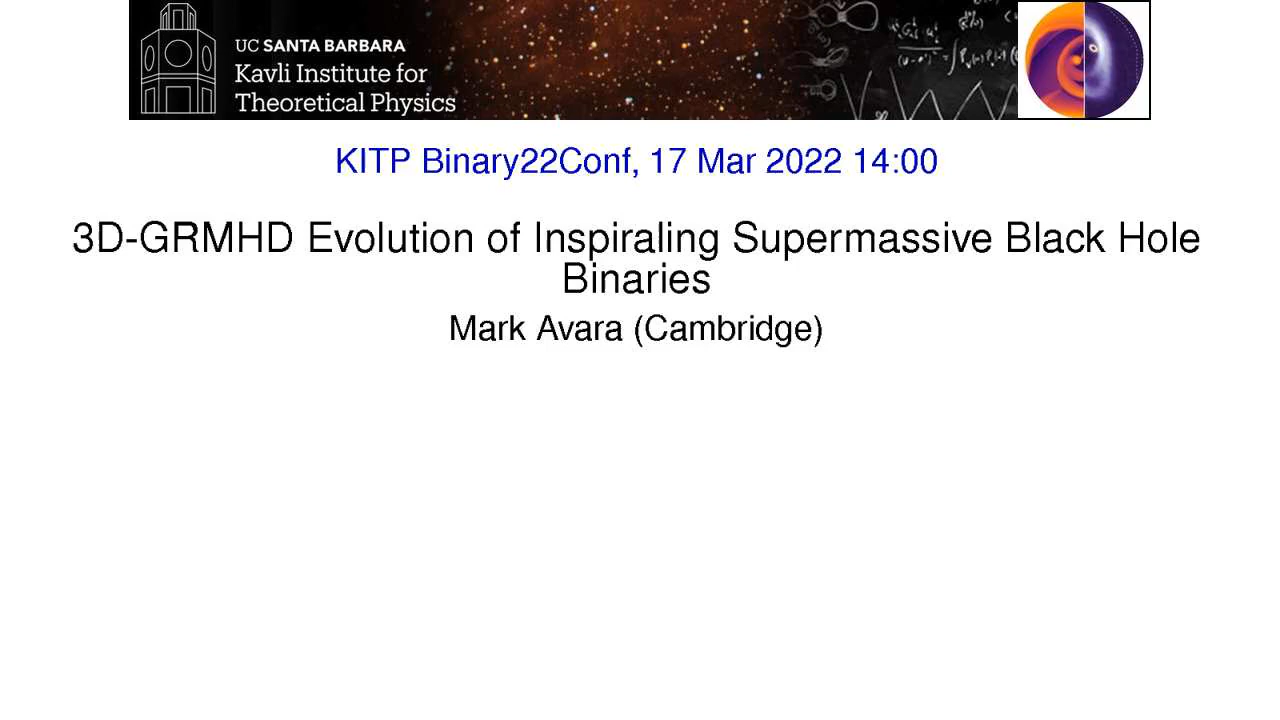 UC SANTA BARBARA
Kavli Institute for
Theoretical Physics
KITP Binary22Conf, 17 Mar 2022 14:00
3D-GRMHD Evolution of Inspiraling Supermassive Black Hole
Binaries
Mark Avara (Cambridge)